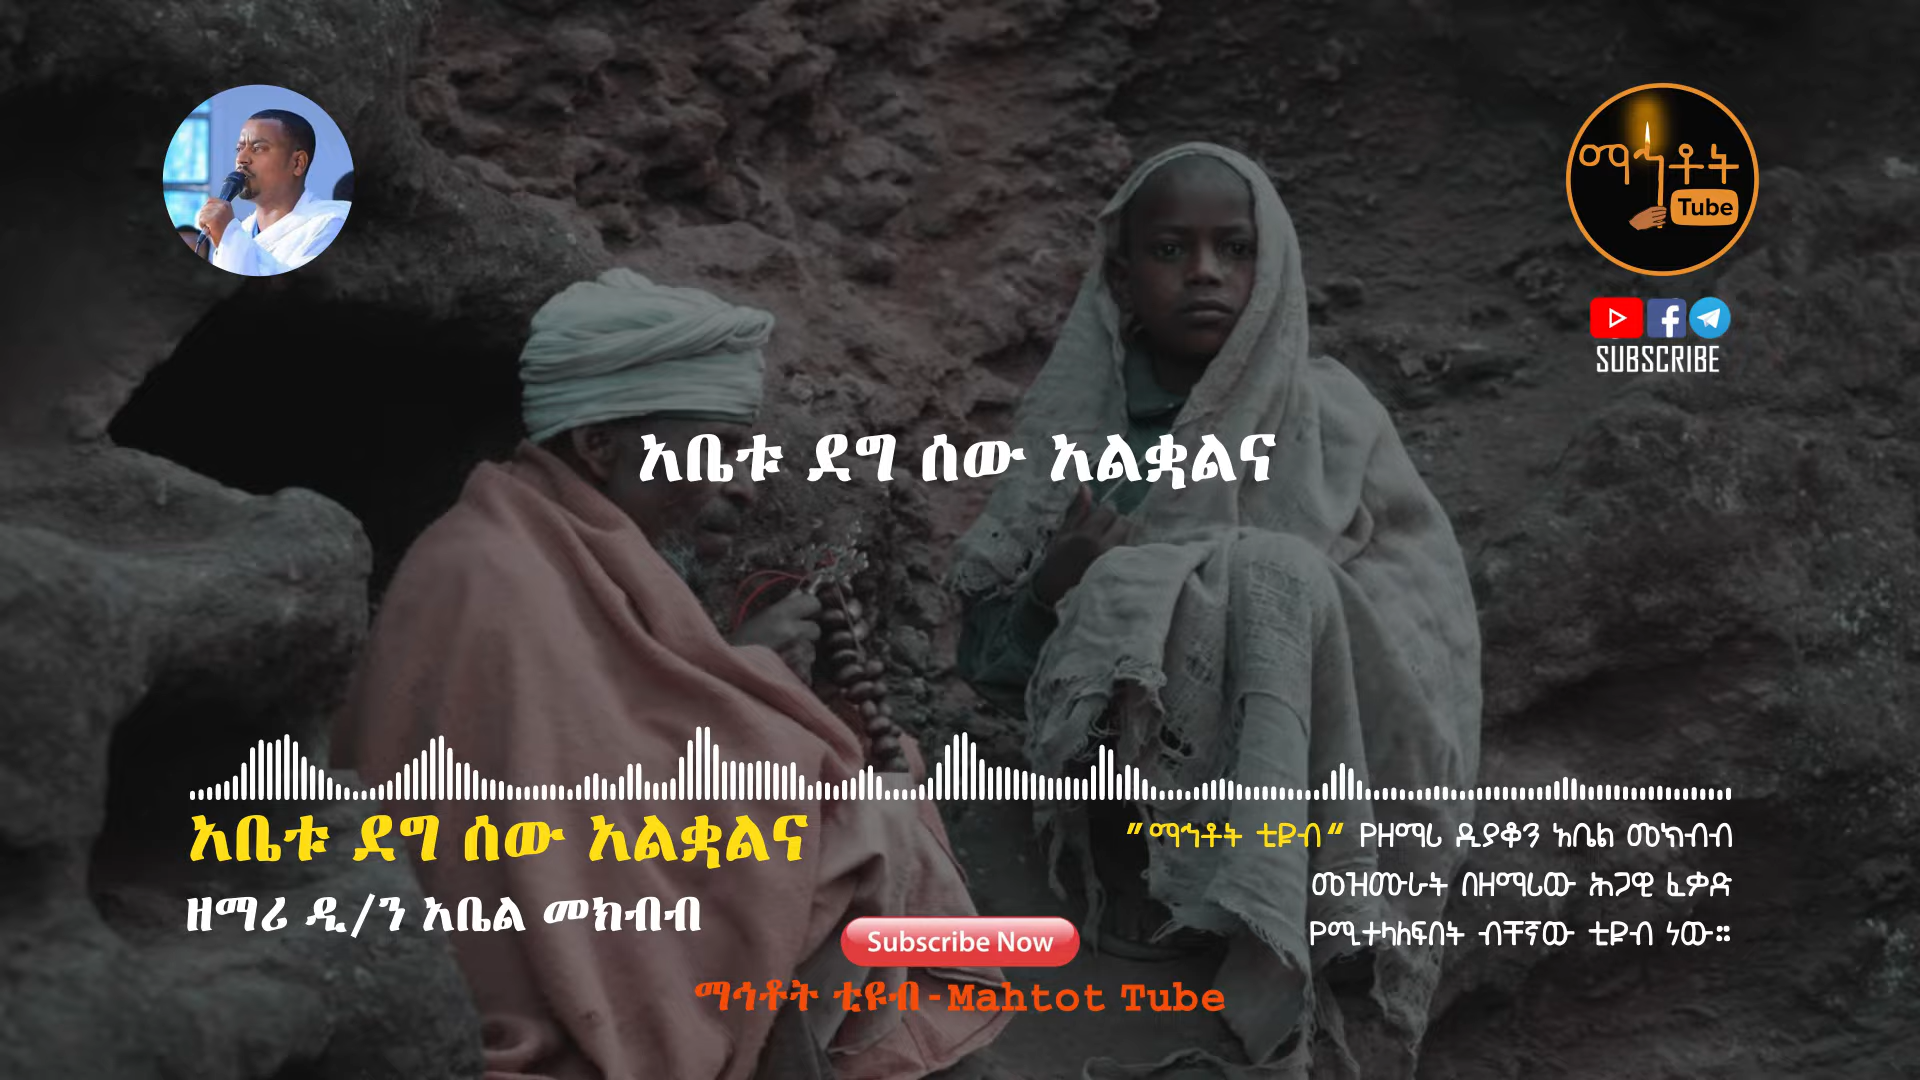 ማኅቶት
Tube
SUBSCRIBE
አቤቱ ደግ ሰው አልቋልና
አቤቱ ደግ ሰው አልቋልና
ዘማሪ ዲ/ን አቤል መክብብ
"ማኅቶት ቲዩብ" የዘማሪ ዲያቆን አቤል መክብብ
መዝሙራት በዘማሪው ሕጋዊ ፈቃድ
የሚተላለፍበት ብቸኛው ቲዩብ ነው።
Subscribe Now
ማኅቶት ቲዩብ-Mahtot Tube